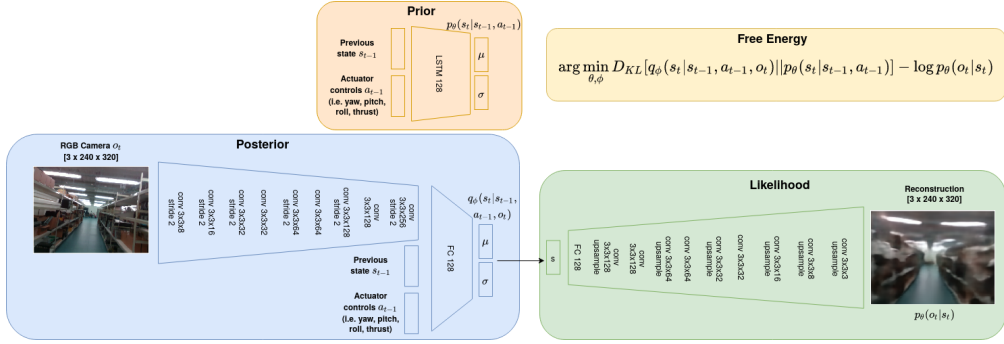 Prior
p_θ(s_t|s_{t−1}, a_{t−1})
Previous
state s_{t−1}
Actuator
controls a_{t−1}
(i.e. yaw, pitch,
roll, thrust)
LSTM 128
μ
σ
Free Energy
arg min_{θ,ϕ} D_{KL}[q_ϕ(s_t|s_{t−1}, a_{t−1}, o_t)||p_θ(s_t|s_{t−1}, a_{t−1})] − log p_θ(o_t|s_t)
Posterior
RGB Camera o_t
[3 x 240 x 320]
conv 3x3x8
stride 2
conv 3x3x16
stride 2
conv 3x3x32
stride 2
conv 3x3x32
conv 3x3x64
stride 2
conv 3x3x64
conv 3x3x128
stride 2
conv
3x3x128
conv
3x3x256
stride 2
Previous
state s_{t−1}
Actuator
controls a_{t−1}
(i.e. yaw, pitch,
roll, thrust)
FC 128
q_ϕ(s_t|s_{t−1},
a_{t−1}, o_t)
μ
σ
Likelihood
s
FC 128
conv
3x3x128
upsample
conv
3x3x128
conv 3x3x64
upsample
conv 3x3x64
conv 3x3x32
upsample
conv 3x3x32
conv 3x3x16
upsample
conv 3x3x8
upsample
conv 3x3x3
upsample
Reconstruction
[3 x 240 x 320]
p_θ(o_t|s_t)